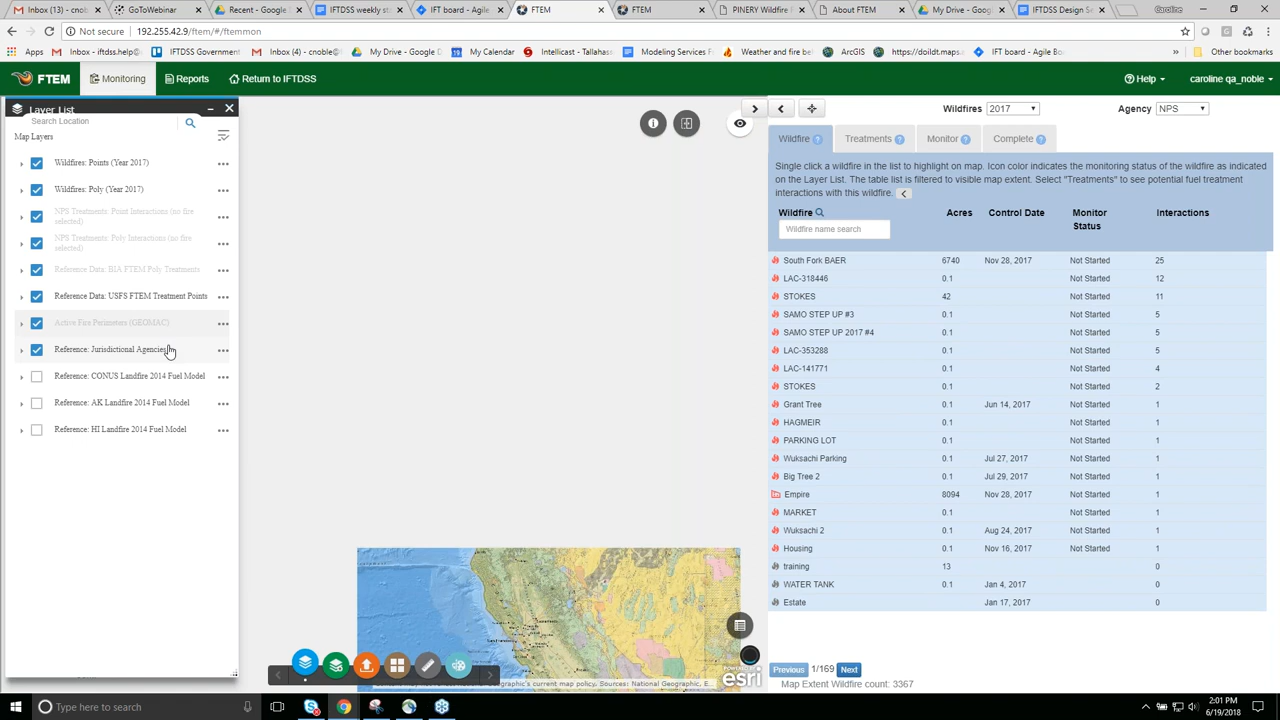 Inbox (13) - cnob
GoToWebinar
Recent - Google
IFTDSS weekly sta
IFT board - Agile
FTEM
FTEM
PINERY Wildfire
About FTEM
My Drive - Google
IFTDSS Design Se
Caroline
Not secure | 192.255.42.9/ftem/#/ftemmon
Apps
Inbox - iftdss.help@
IFTDSS Government
Inbox (4) - cnoble@
My Drive - Google D
My Calendar
Intellicast - Tallahass
Modeling Services F
Weather and fire be
ArcGIS
https://doildt.maps.a
IFT board - Agile Boa
Other bookmarks
FTEM
Monitoring
Reports
Return to IFTDSS
Help
caroline qa_noble
Layer List
Search Location
Map Layers
Wildfires: Points (Year 2017)
Wildfires: Poly (Year 2017)
NPS Treatments: Point Interactions (no fire
selected)
NPS Treatments: Poly Interactions (no fire
selected)
Reference Data: BIA FTEM Poly Treatments
Reference Data: USFS FTEM Treatment Points
Active Fire Perimeters (GEOMAC)
Reference: Jurisdictional Agencies
Reference: CONUS Landfire 2014 Fuel Model
Reference: AK Landfire 2014 Fuel Model
Reference: HI Landfire 2014 Fuel Model
Wildfires 2017 Agency NPS
Wildfire Treatments Monitor Complete
Single click a wildfire in the list to highlight on map. Icon color indicates the monitoring status of the wildfire as indicated
on the Layer List. The table list is filtered to visible map extent. Select "Treatments" to see potential fuel treatment
interactions with this wildfire.
Wildfire Acres Control Date Monitor Status Interactions
Wildfire name search
South Fork BAER 6740 Nov 28, 2017 Not Started 25
LAC-318446 0.1 Not Started 12
STOKES 42 Not Started 11
SAMO STEP UP #3 0.1 Not Started 5
SAMO STEP UP 2017 #4 0.1 Not Started 5
LAC-353288 0.1 Not Started 5
LAC-141771 0.1 Not Started 4
STOKES 0.1 Not Started 2
Grant Tree 0.1 Jun 14, 2017 Not Started 1
HAGMEIR 0.1 Not Started 1
PARKING LOT 0.1 Not Started 1
Wuksachi Parking 0.1 Jul 27, 2017 Not Started 1
Big Tree 2 0.1 Jul 29, 2017 Not Started 1
Empire 8094 Nov 28, 2017 Not Started 1
MARKET 0.1 Not Started 1
Wuksachi 2 0.1 Aug 24, 2017 Not Started 1
Housing 0.1 Nov 16, 2017 Not Started 1
training 13 0
WATER TANK 0.1 Jan 4, 2017 0
Estate Jan 17, 2017 0
Previous 1/169 Next
Map Extent Wildfire count: 3367
POWERED BY
esri
Geographic's current map policy. Sources: National Geographic, E...
Type here to search
2:01 PM
6/19/2018